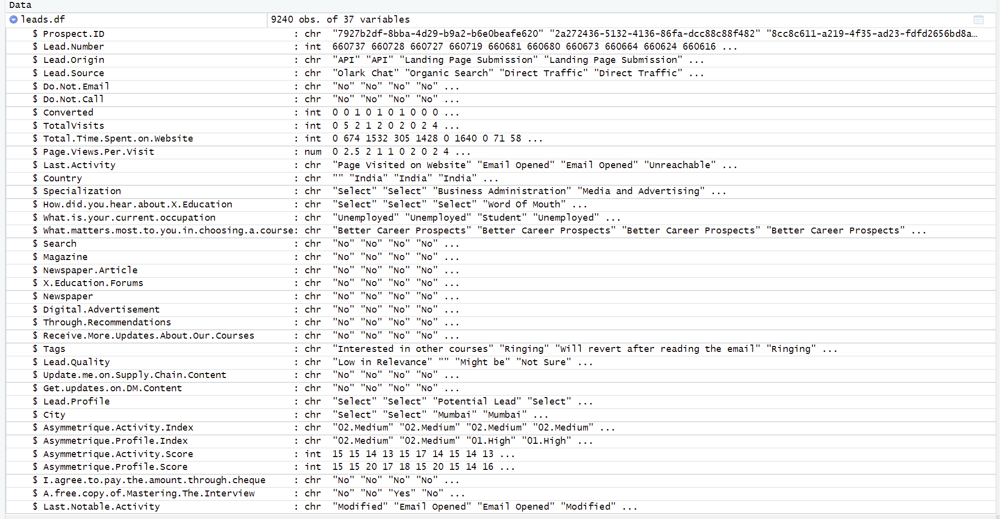 Data
leads.df 9240 obs. of 37 variables
$ Prospect.ID : chr "7927b2df-8bba-4d29-b9a2-b6e0beafe620" "2a272436-5132-4136-86fa-dcc88c88f482" "8cc8c611-a219-4f35-ad23-fdfd2656bd8a…
$ Lead.Number : int 660737 660728 660727 660719 660681 660680 660673 660664 660624 660616 ...
$ Lead.Origin : chr "API" "API" "Landing Page Submission" "Landing Page Submission" ...
$ Lead.Source : chr "Olark Chat" "Organic Search" "Direct Traffic" "Direct Traffic" ...
$ Do.Not.Email : chr "No" "No" "No" "No" ...
$ Do.Not.Call : chr "No" "No" "No" "No" ...
$ Converted : int 0 0 1 0 1 0 1 0 0 0 ...
$ TotalVisits : int 0 5 2 1 2 0 2 0 2 4 ...
$ Total.Time.Spent.on.Website : int 0 674 1532 305 1428 0 1640 0 71 58 ...
$ Page.Views.Per.Visit : num 0 2.5 2 1 1 0 2 0 2 4 ...
$ Last.Activity : chr "Page Visited on Website" "Email Opened" "Email Opened" "Unreachable" ...
$ Country : chr "" "India" "India" "India" ...
$ Specialization : chr "Select" "Select" "Business Administration" "Media and Advertising" ...
$ How.did.you.hear.about.X.Education : chr "Select" "Select" "Select" "Word Of Mouth" ...
$ What.is.your.current.occupation : chr "Unemployed" "Unemployed" "Student" "Unemployed" ...
$ What.matters.most.to.you.in.choosing.a.course: chr "Better Career Prospects" "Better Career Prospects" "Better Career Prospects" "Better Career Prospects" ...
$ Search : chr "No" "No" "No" "No" ...
$ Magazine : chr "No" "No" "No" "No" ...
$ Newspaper.Article : chr "No" "No" "No" "No" ...
$ X.Education.Forums : chr "No" "No" "No" "No" ...
$ Newspaper : chr "No" "No" "No" "No" ...
$ Digital.Advertisement : chr "No" "No" "No" "No" ...
$ Through.Recommendations : chr "No" "No" "No" "No" ...
$ Receive.More.Updates.About.Our.Courses : chr "No" "No" "No" "No" ...
$ Tags : chr "Interested in other courses" "Ringing" "Will revert after reading the email" "Ringing" ...
$ Lead.Quality : chr "Low in Relevance" "" "Might be" "Not Sure" ...
$ Update.me.on.Supply.Chain.Content : chr "No" "No" "No" "No" ...
$ Get.updates.on.DM.Content : chr "No" "No" "No" "No" ...
$ Lead.Profile : chr "Select" "Select" "Potential Lead" "Select" ...
$ City : chr "Select" "Select" "Mumbai" "Mumbai" ...
$ Asymmetrique.Activity.Index : chr "02.Medium" "02.Medium" "02.Medium" "02.Medium" ...
$ Asymmetrique.Profile.Index : chr "02.Medium" "02.Medium" "01.High" "01.High" ...
$ Asymmetrique.Activity.Score : int 15 15 14 13 15 17 14 15 14 13 ...
$ Asymmetrique.Profile.Score : int 15 15 20 17 18 15 20 15 14 16 ...
$ I.agree.to.pay.the.amount.through.cheque : chr "No" "No" "No" "No" ...
$ A.free.copy.of.Mastering.The.Interview : chr "No" "No" "Yes" "No" ...
$ Last.Notable.Activity : chr "Modified" "Email Opened" "Email Opened" "Modified" ...